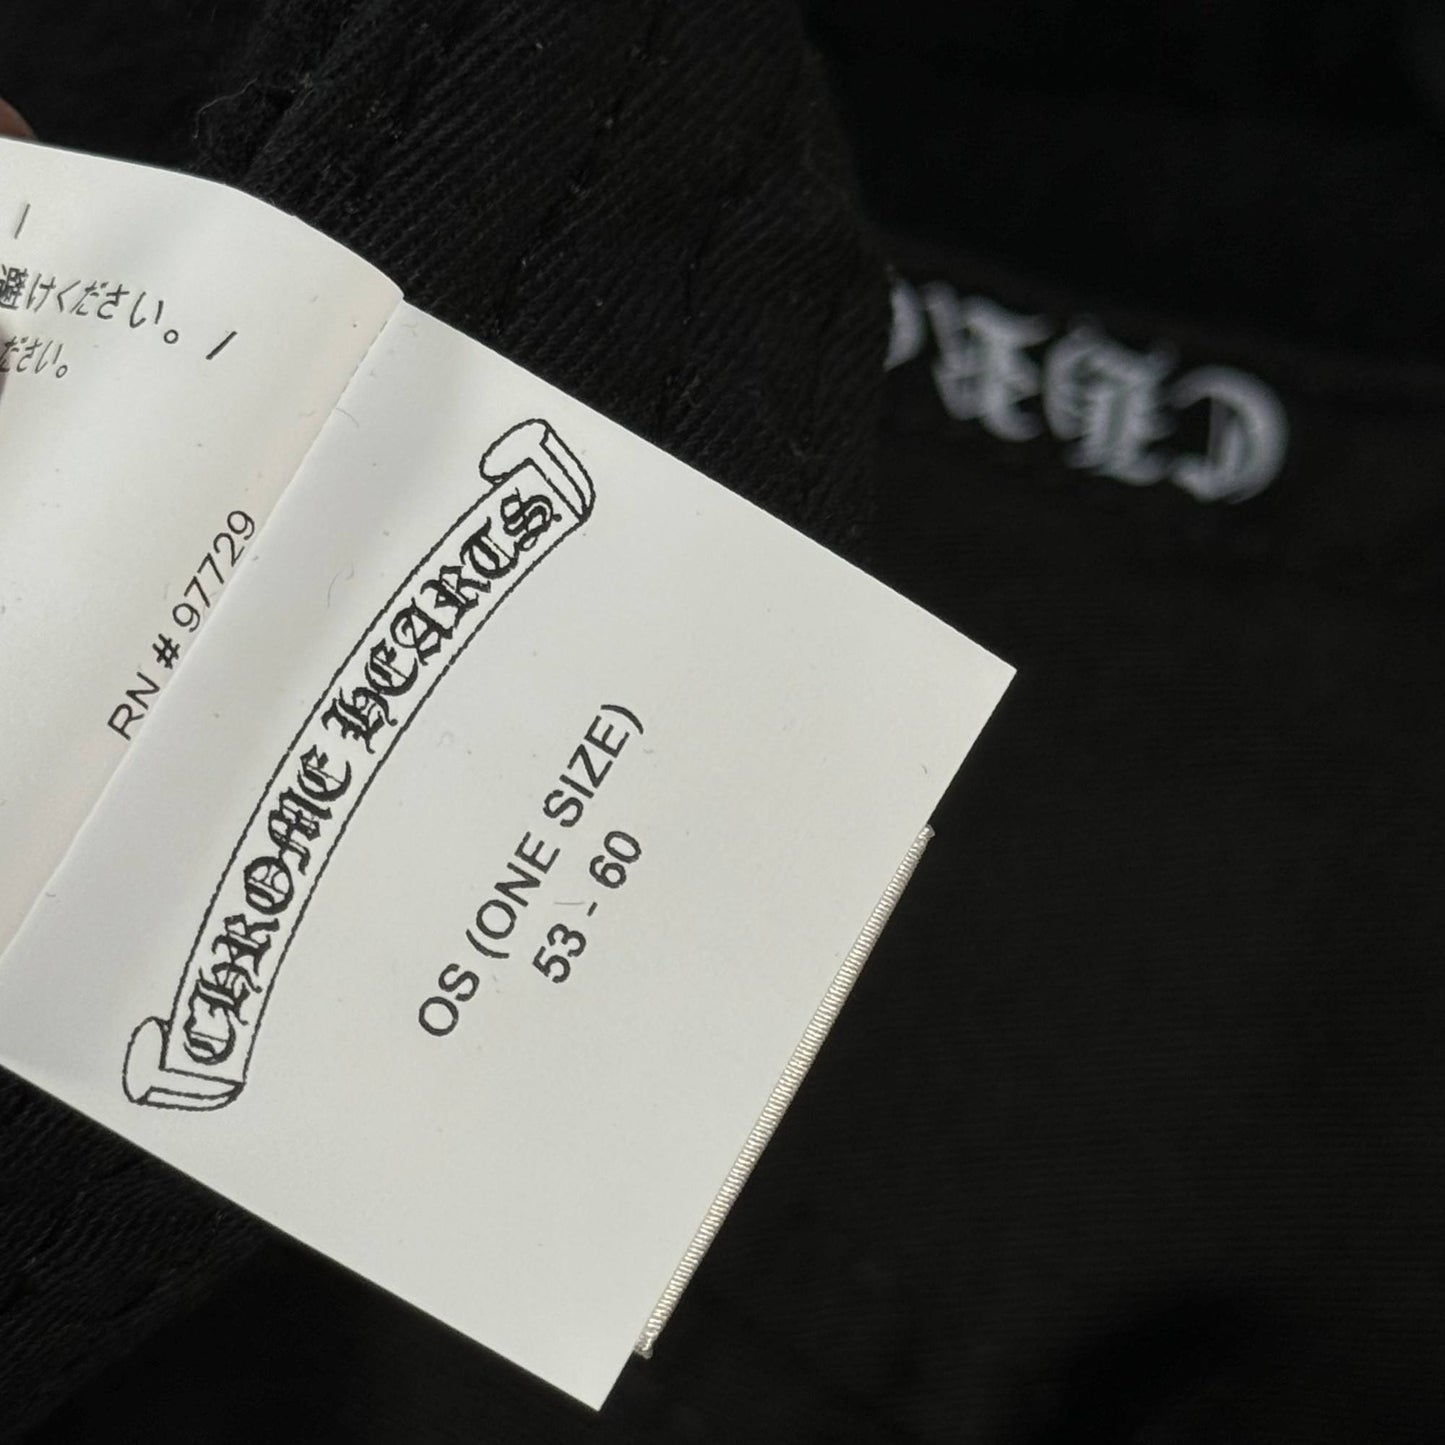 避けください。 /
ださい。
RN # 97729
CHROME HEARTS
OS (ONE SIZE)
53 - 60